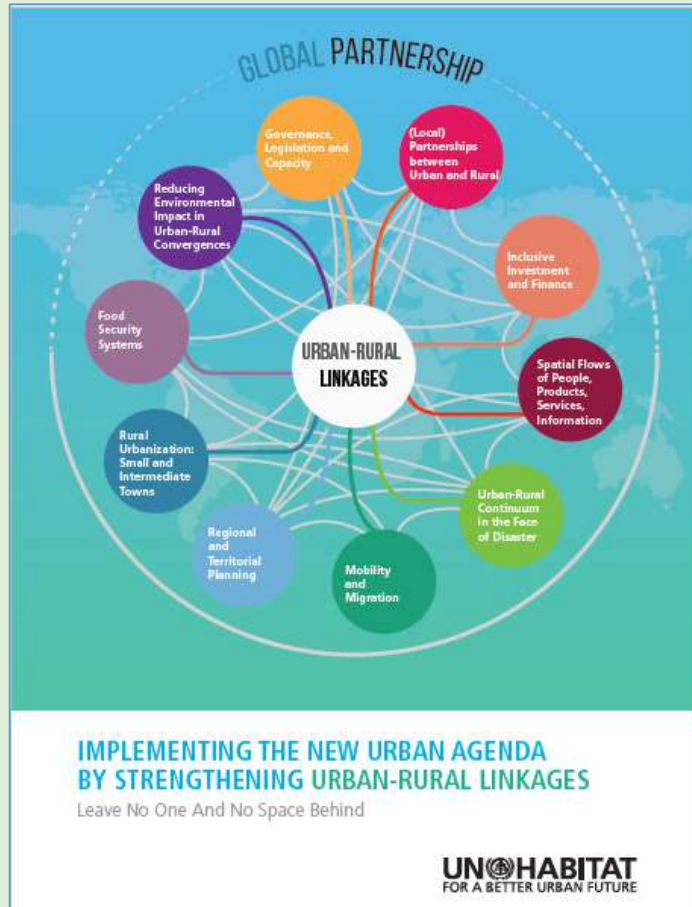 GLOBAL PARTNERSHIP
Governance,
Legislation and
Capacity
(Local)
Partnerships
between
Urban and Rural
Reducing
Environmental
Impact in
Urban-Rural
Convergences
Inclusive
Investment
and Finance
Food
Security
Systems
URBAN-RURAL
LINKAGES
Spatial Flows
of People,
Products,
Services,
Information
Rural
Urbanization:
Small and
Intermediate
Towns
Urban-Rural
Continuum
in the Face
of Disaster
Regional
and
Territorial
Planning
Mobility
and
Migration
IMPLEMENTING THE NEW URBAN AGENDA
BY STRENGTHENING URBAN-RURAL LINKAGES
Leave No One And No Space Behind
UN HABITAT
FOR A BETTER URBAN FUTURE